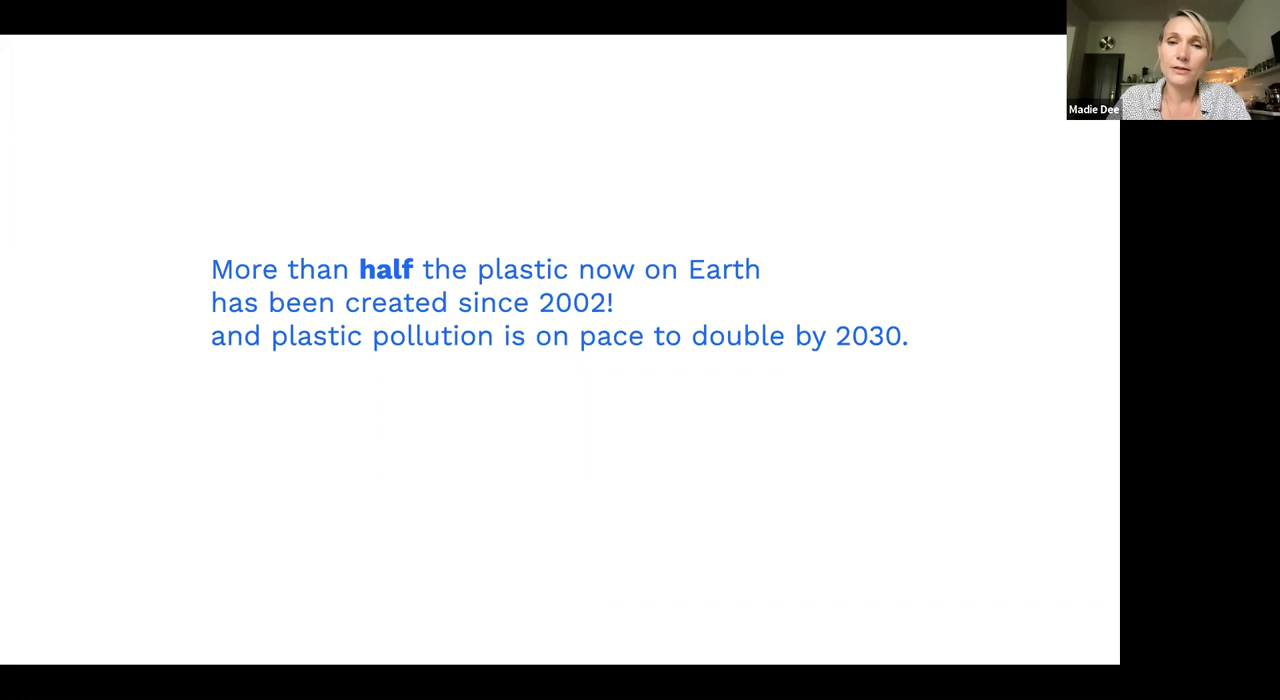 Madie Dee
More than half the plastic now on Earth
has been created since 2002!
and plastic pollution is on pace to double by 2030.